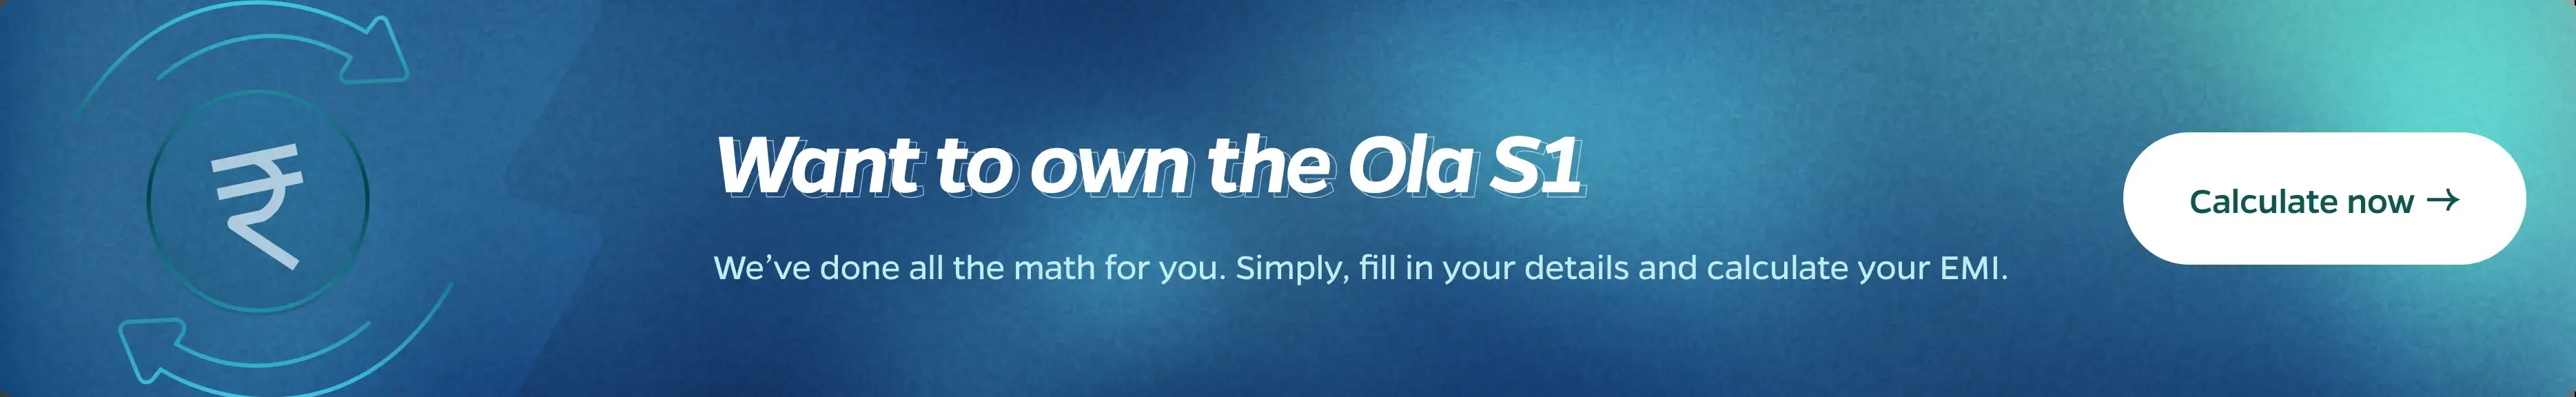 ₹
Want to own the Ola S1
We’ve done all the math for you. Simply, fill in your details and calculate your EMI.
Calculate now →